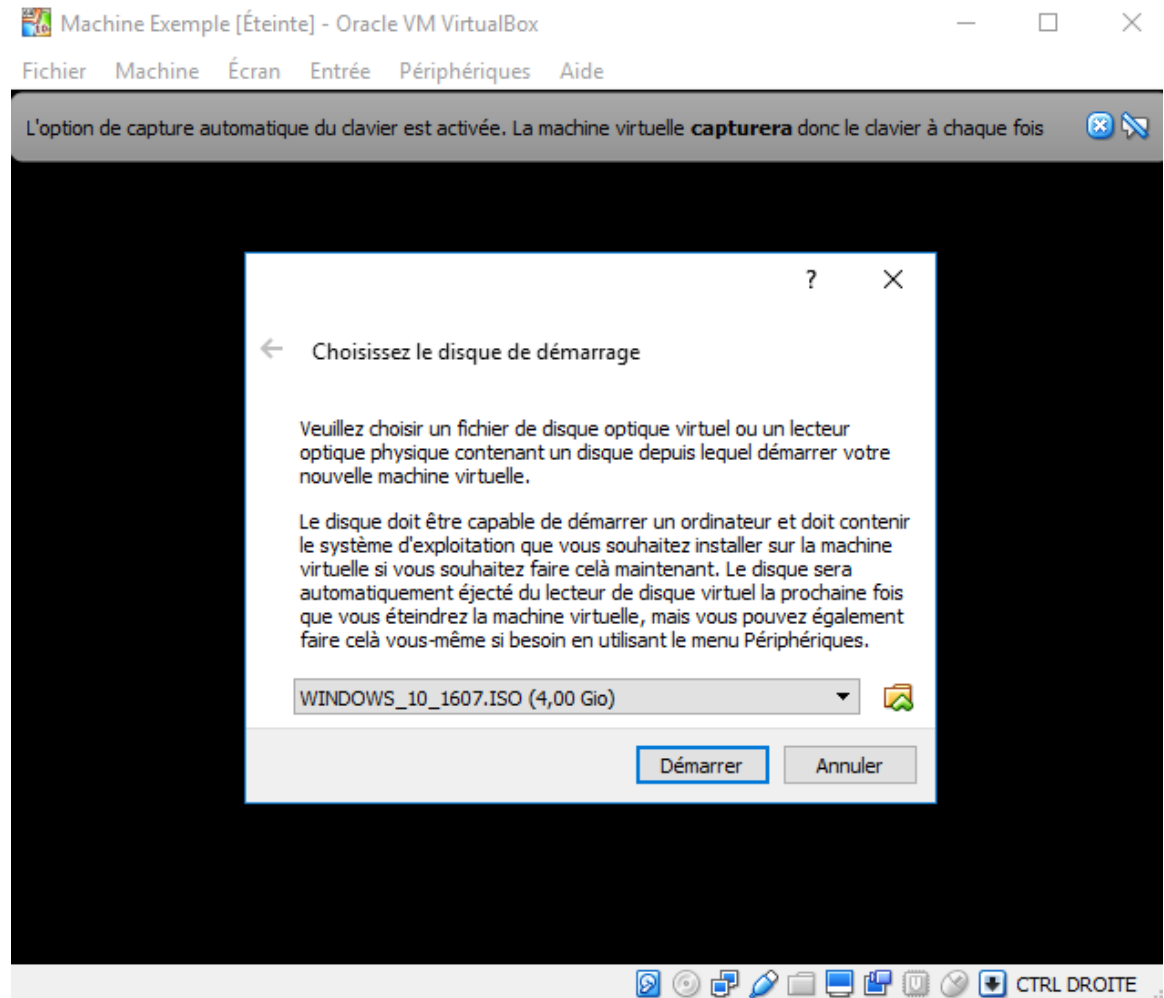 Machine Exemple [Éteinte] - Oracle VM VirtualBox
Fichier Machine Écran Entrée Périphériques Aide
L'option de capture automatique du clavier est activée. La machine virtuelle capturera donc le clavier à chaque fois
?
Choisissez le disque de démarrage
Veuillez choisir un fichier de disque optique virtuel ou un lecteur
optique physique contenant un disque depuis lequel démarrer votre
nouvelle machine virtuelle.
Le disque doit être capable de démarrer un ordinateur et doit contenir
le système d'exploitation que vous souhaitez installer sur la machine
virtuelle si vous souhaitez faire celà maintenant. Le disque sera
automatiquement éjecté du lecteur de disque virtuel la prochaine fois
que vous éteindrez la machine virtuelle, mais vous pouvez également
faire celà vous-même si besoin en utilisant le menu Périphériques.
WINDOWS_10_1607.ISO (4,00 Gio)
Démarrer Annuler
CTRL DROITE